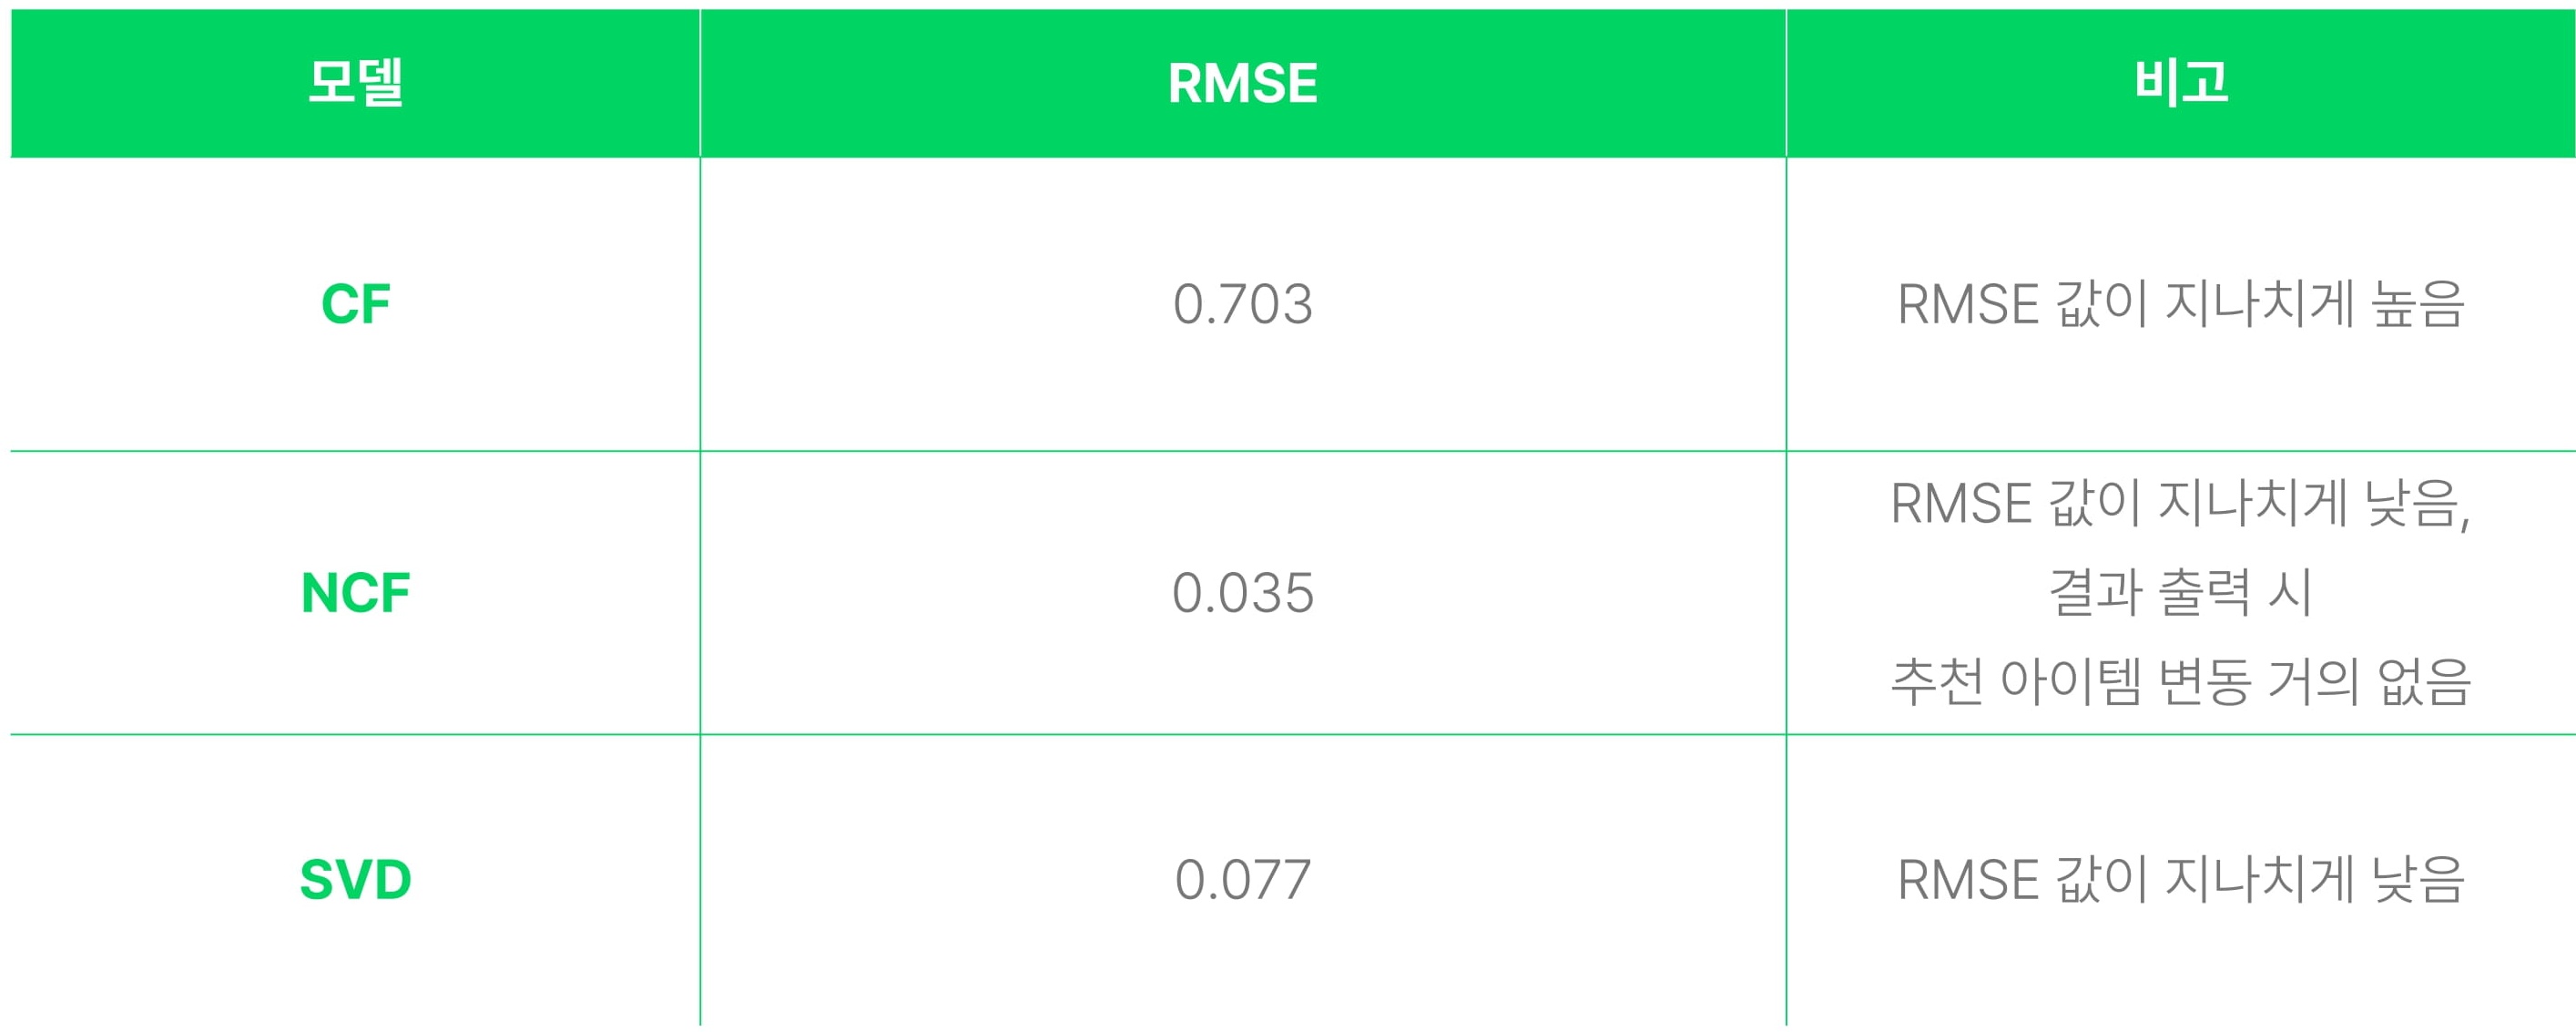 모델 RMSE 비고
CF 0.703 RMSE 값이 지나치게 높음
RMSE 값이 지나치게 낮음,
NCF 0.035 결과 출력 시
추천 아이템 변동 거의 없음
SVD 0.077 RMSE 값이 지나치게 낮음